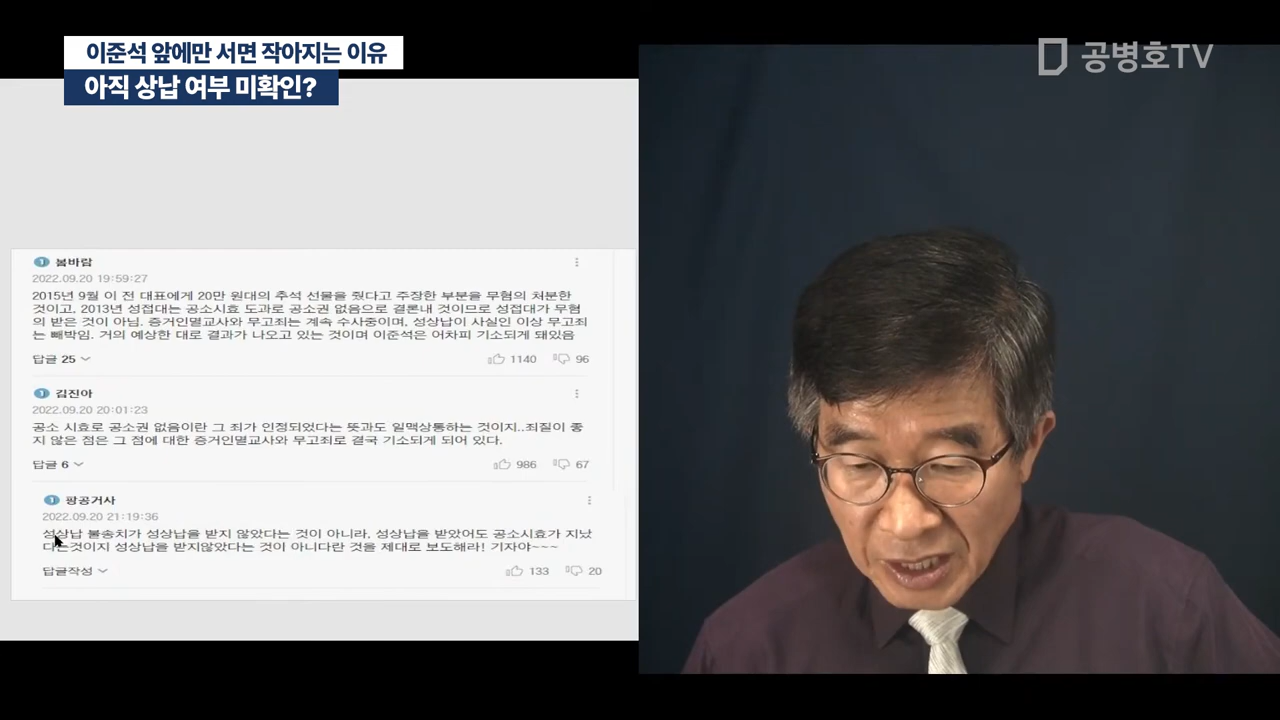 이준석 앞에만 서면 작아지는 이유
아직 상납 여부 미확인?
공병호TV
봄바람
2022.09.20 19:59:27
2015년 9월 이 전 대표에게 20만 원대의 추석 선물을 줬다고 주장한 부분을 무혐의 처분한
것이고, 2013년 성접대는 공소시효 도과로 공소권 없음으로 결론내 것이므로 성접대가 무혐
의 받은 것이 아님. 증거인멸교사와 무고죄는 계속 수사중이며, 성상납이 사실인 이상 무고죄
는 빼박임. 거의 예상한 대로 결과가 나오고 있는 것이며 이준석은 어차피 기소되게 돼있음
답글 25
1140 96
김진아
2022.09.20 20:01:23
공소 시효로 공소권 없음이란 그 죄가 인정되었다는 뜻과도 일맥상통하는 것이지..죄질이 좋
지 않은 점은 그 점에 대한 증거인멸교사와 무고죄로 결국 기소되게 되어 있다.
답글 6
986 67
팡공거사
2022.09.20 21:19:36
성상납 불송치가 성상납을 받지 않았다는 것이 아니라, 성상납을 받았어도 공소시효가 지났
다는것이지 성상납을 받지않았다는 것이 아니다란 것을 제대로 보도해라! 기자야~~~
답글작성
133 20